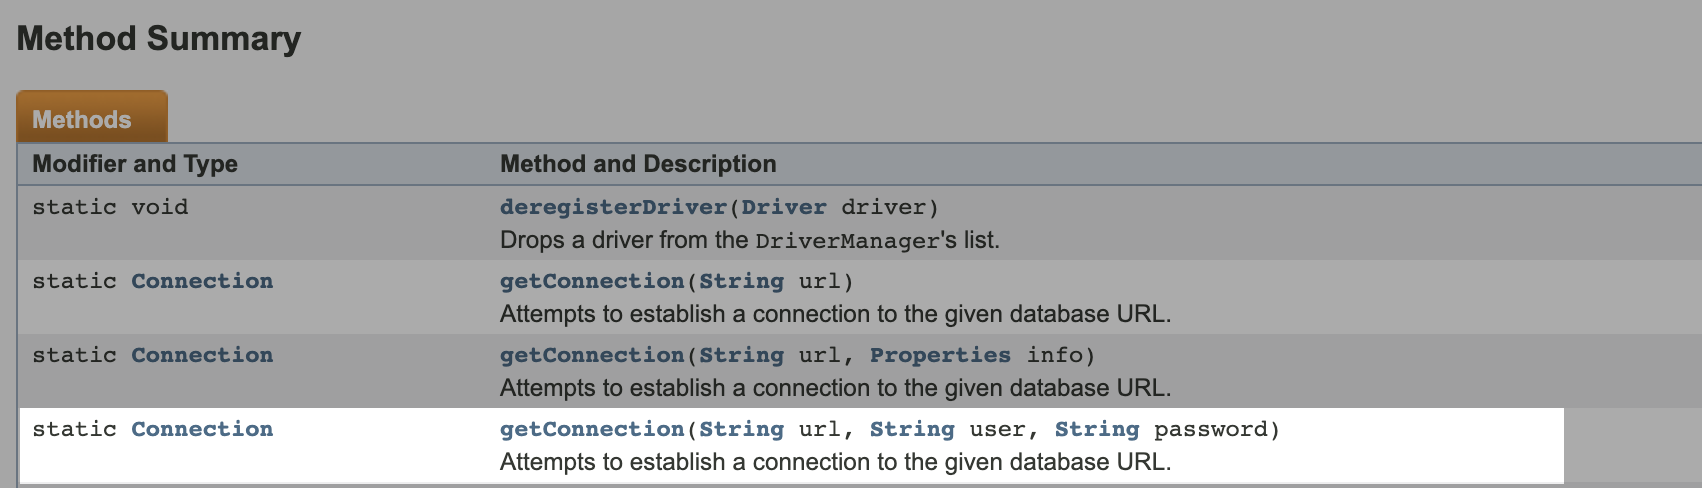 Method Summary
Methods
Modifier and Type Method and Description
static void deregisterDriver(Driver driver)
Drops a driver from the DriverManager's list.
static Connection getConnection(String url)
Attempts to establish a connection to the given database URL.
static Connection getConnection(String url, Properties info)
Attempts to establish a connection to the given database URL.
static Connection getConnection(String url, String user, String password)
Attempts to establish a connection to the given database URL.